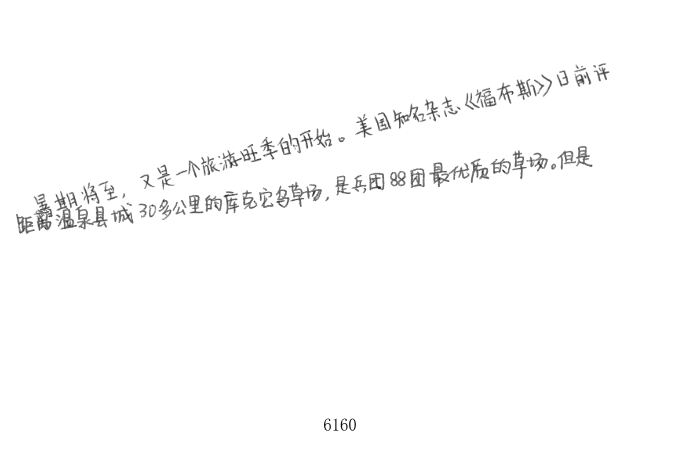 暑期将至，又是一个旅游旺季的开始。美国知名杂志《福布斯》日前评
距离温泉县城30多公里的库克它乌草场，是兵团88团最优质的草场。但是
6160